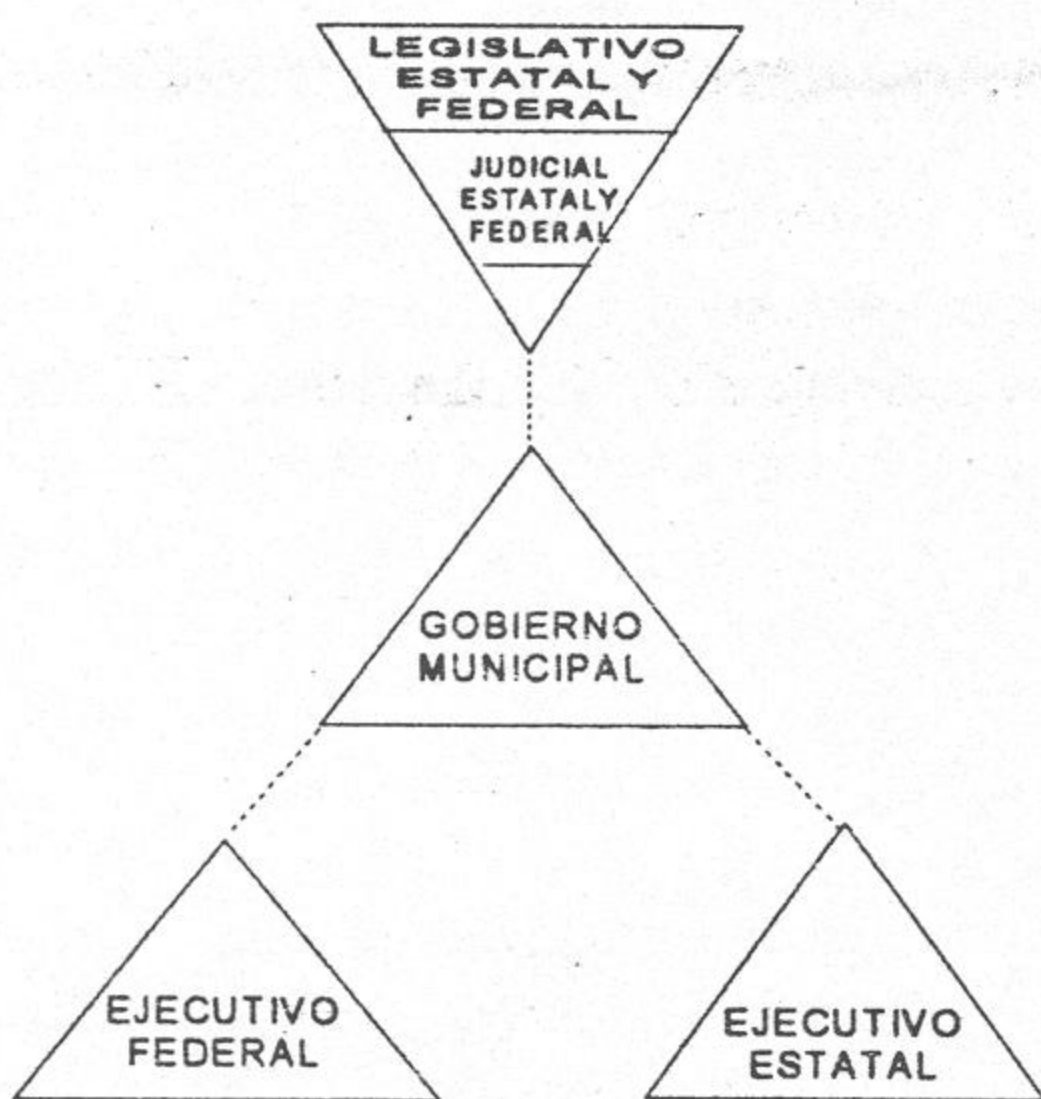 LEGISLATIVO
ESTATAL Y
FEDERAL
JUDICIAL
ESTATALY
FEDERAL
GOBIERNO
MUNICIPAL
EJECUTIVO
FEDERAL
EJECUTIVO
ESTATAL